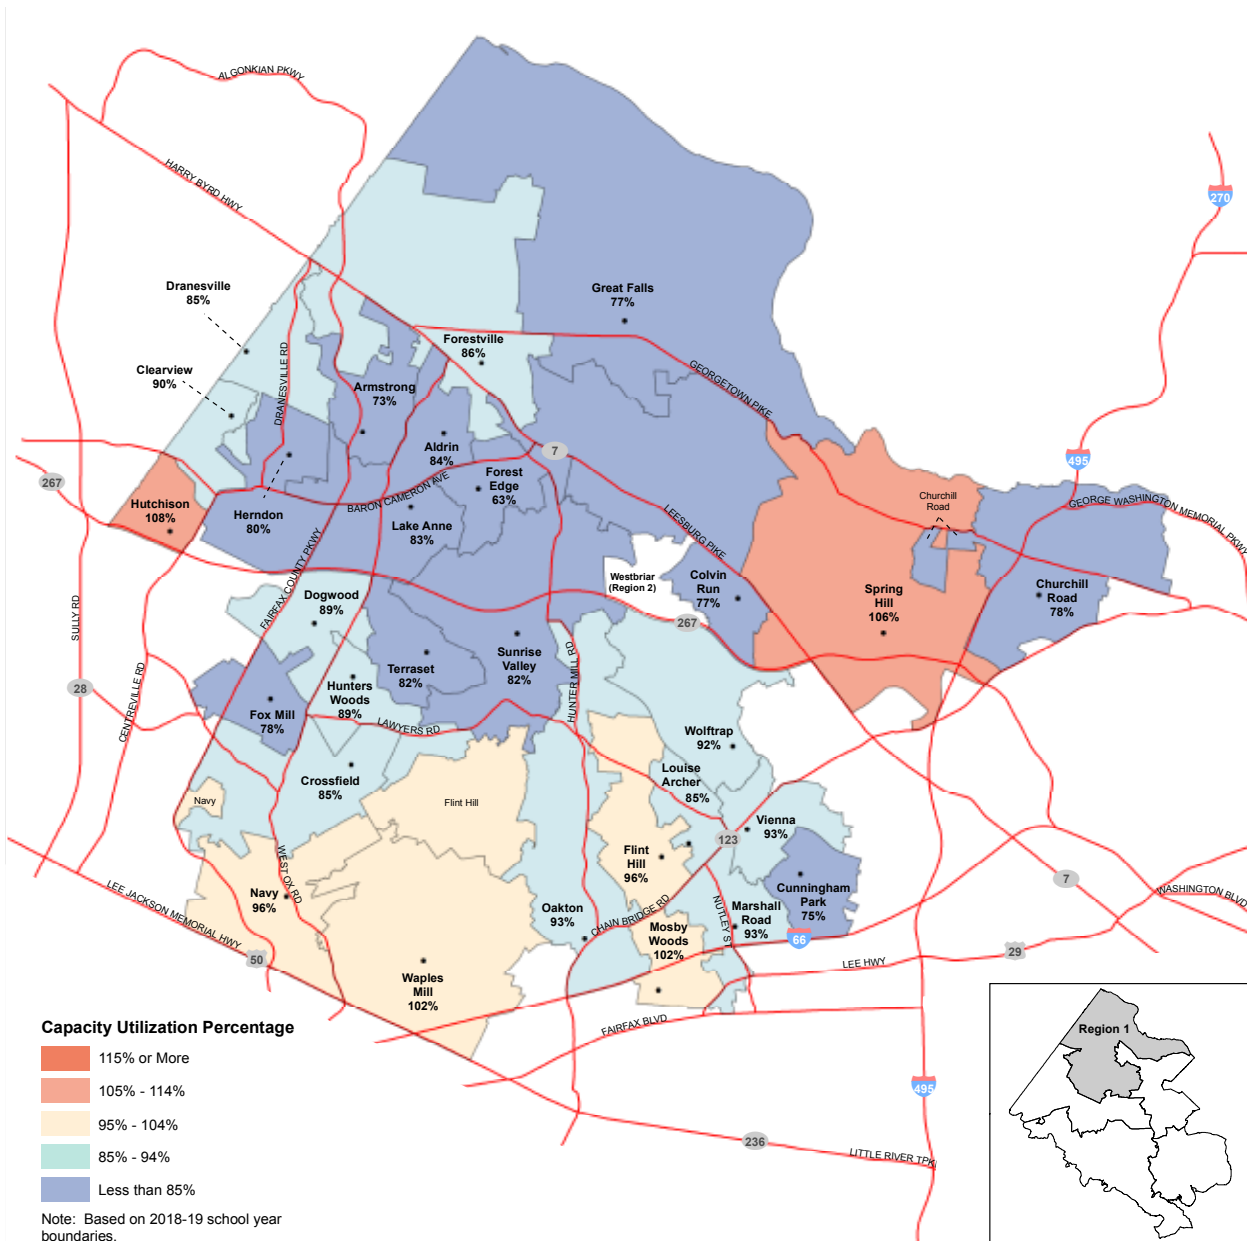 ALGONKIAN PKWY
HARRY BYRD HWY
270
Dranesville
85%
Great Falls
77%
Clearview
90%
DRANESVILLE RD
Forestville
86%
GEORGETOWN PIKE
Armstrong
73%
Aldrin
84%
7
495
267
Hutchison
108%
Herndon
80%
BARON CAMERON AVE
Forest
Edge
63%
Lake Anne
83%
LEESBURG PIKE
Churchill
Road
GEORGE WASHINGTON MEMORIAL PKWY
FAIRFAX COUNTY PKWY
Westbriar
(Region 2)
Colvin
Run
77%
Spring
Hill
106%
Churchill
Road
78%
Dogwood
89%
SULLY RD
267
Terraset
82%
Sunrise
Valley
82%
HUNTER MILL RD
28
CENTREVILLE RD
Hunters
Woods
89%
Fox Mill
78%
LAWYERS RD
Wolftrap
92%
Louise
Archer
85%
Crossfield
85%
Navy
Flint Hill
Vienna
93%
123
Flint
Hill
96%
WEST OX RD
LEE JACKSON MEMORIAL HWY
Navy
96%
Cunningham
Park
75%
7
WASHINGTON BLVD
Oakton
93%
CHAIN BRIDGE RD
NUTLEY ST
Marshall
Road
93%
Mosby
Woods
102%
66
29
50
LEE HWY
Waples
Mill
102%
FAIRFAX BLVD
495
236
LITTLE RIVER TPK
Capacity Utilization Percentage
115% or More
105% - 114%
95% - 104%
85% - 94%
Less than 85%
Note:  Based on 2018-19 school year
boundaries.
Region 1